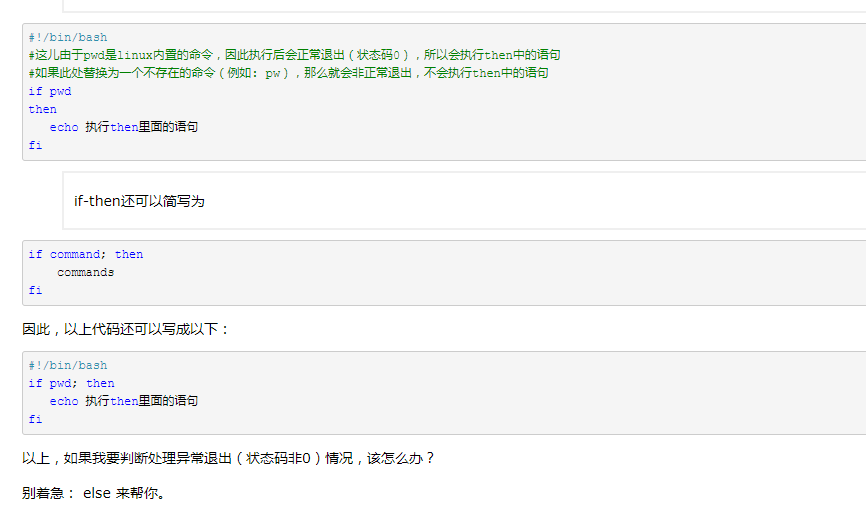 #!/bin/bash
#这儿由于pwd是linux内置的命令，因此执行后会正常退出（状态码0），所以会执行then中的语句
#如果此处替换为一个不存在的命令（例如: pw），那么就会非正常退出，不会执行then中的语句
if pwd
then
   echo 执行then里面的语句
fi
if-then还可以简写为
if command; then
    commands
fi
因此，以上代码还可以写成以下：
#!/bin/bash
if pwd; then
   echo 执行then里面的语句
fi
以上，如果我要判断处理异常退出（状态码非0）情况，该怎么办？
别着急： else 来帮你。